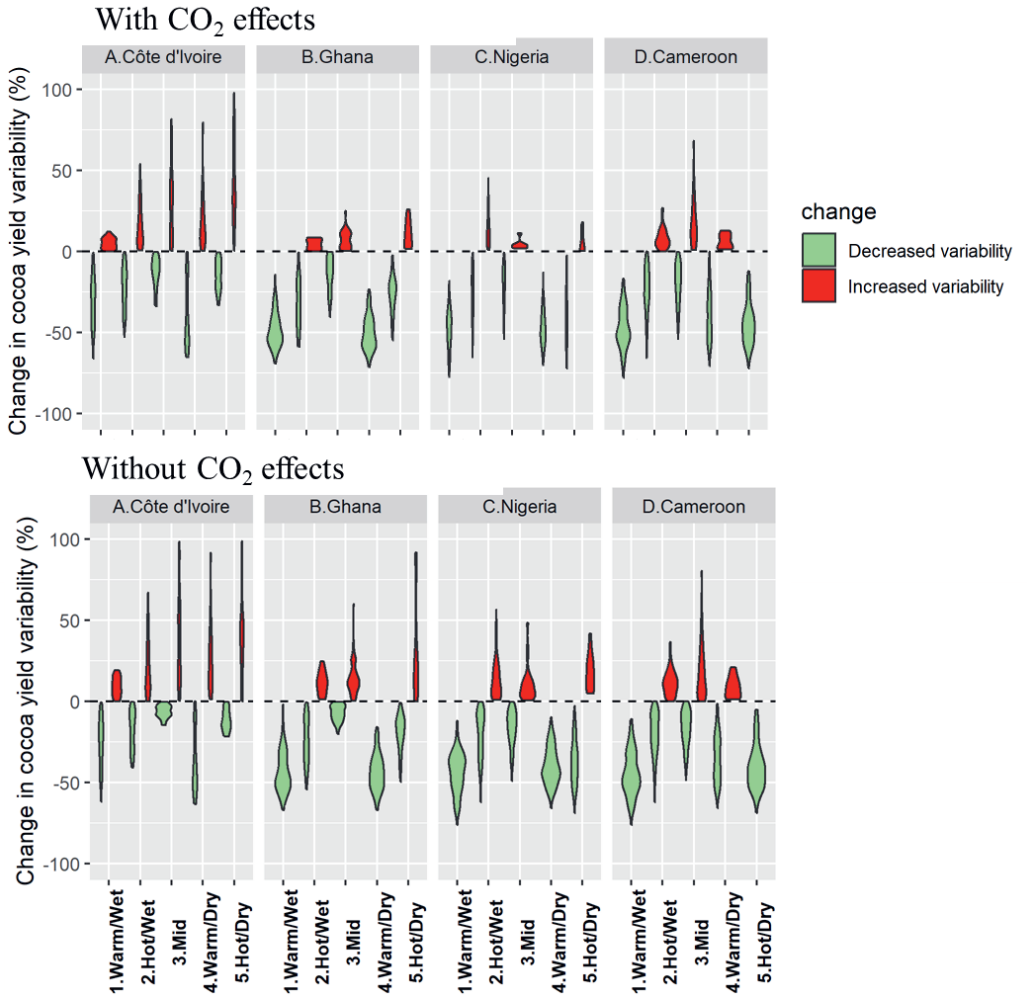 With CO₂ effects
A.Côte d'Ivoire
B.Ghana
C.Nigeria
D.Cameroon
Change in cocoa yield variability (%)
100
50
0
-50
-100
change
Decreased variability
Increased variability
Without CO₂ effects
A.Côte d'Ivoire
B.Ghana
C.Nigeria
D.Cameroon
Change in cocoa yield variability (%)
100
50
0
-50
-100
1.Warm/Wet
2.Hot/Wet
3.Mid
4.Warm/Dry
5.Hot/Dry
1.Warm/Wet
2.Hot/Wet
3.Mid
4.Warm/Dry
5.Hot/Dry
1.Warm/Wet
2.Hot/Wet
3.Mid
4.Warm/Dry
5.Hot/Dry
1.Warm/Wet
2.Hot/Wet
3.Mid
4.Warm/Dry
5.Hot/Dry